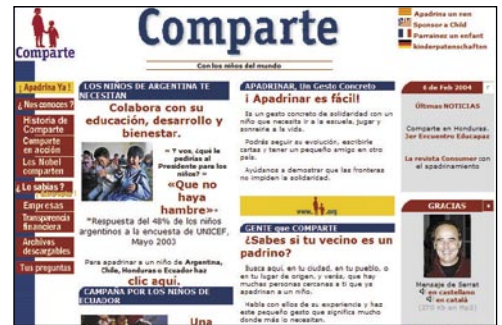 Comparte
Comparte
Con los niños del mundo
Apadrina un nen
Sponsor a Child
Parrainez un enfant
kinderpatenschaften
¡ Apadrina Ya !
¿ Nos conoces ?
Historia de
Comparte
Comparte
en acción
Los Nobel
comparten
¿ Lo sabías ?
Empresas
Transparencia
financiera
Archivos
descargables
Tus preguntas
LOS NIÑOS DE ARGENTINA TE
NECESITAN
Colabora con su
educación, desarrollo y
bienestar.
« Y vos, ¿qué le
pedirías al
Presidente para los
niños? »
«Que no
haya
hambre»*
*Respuesta del 48% de los niños
argentinos a la encuesta de UNICEF,
Mayo 2003
Para apadrinar a un niño de Argentina,
Chile, Honduras o Ecuador haz
clic aquí.
CAMPAÑA POR LOS NIÑOS DE
ECUADOR
Una
APADRINAR, Un Gesto Concreto
¡ Apadrinar es fácil!
Es un gesto concreto de solidaridad con un
niño que necesita ir a la escuela, jugar y
sonreirle a la vida.
Podrás seguir su evolución, escribirle
cartas y tener un pequeño amigo en otro
país.
Ayúdanos a demostrar que las fronteras
no impiden la solidaridad.
www. .org
GENTE que COMPARTE
¿Sabes si tu vecino es un
padrino?
Busca aquí, en tu ciudad, en tu pueblo, o
en tu lugar de origen, y verás, que hay
muchas personas cercanas a ti que ya
apadrinan a un niño.
Habla con ellos de su experiencia y haz
este pequeño gesto que significa mucho
donde más lo necesitan.
6 de Feb 2004
Últimas NOTICIAS
Comparte en Honduras.
3er Encuentro Educapaz
La revista Consumer con
el apadrinamiento
GRACIAS
Mensaje de Serrat
en castellano
en català
(270 Kb en mp3)